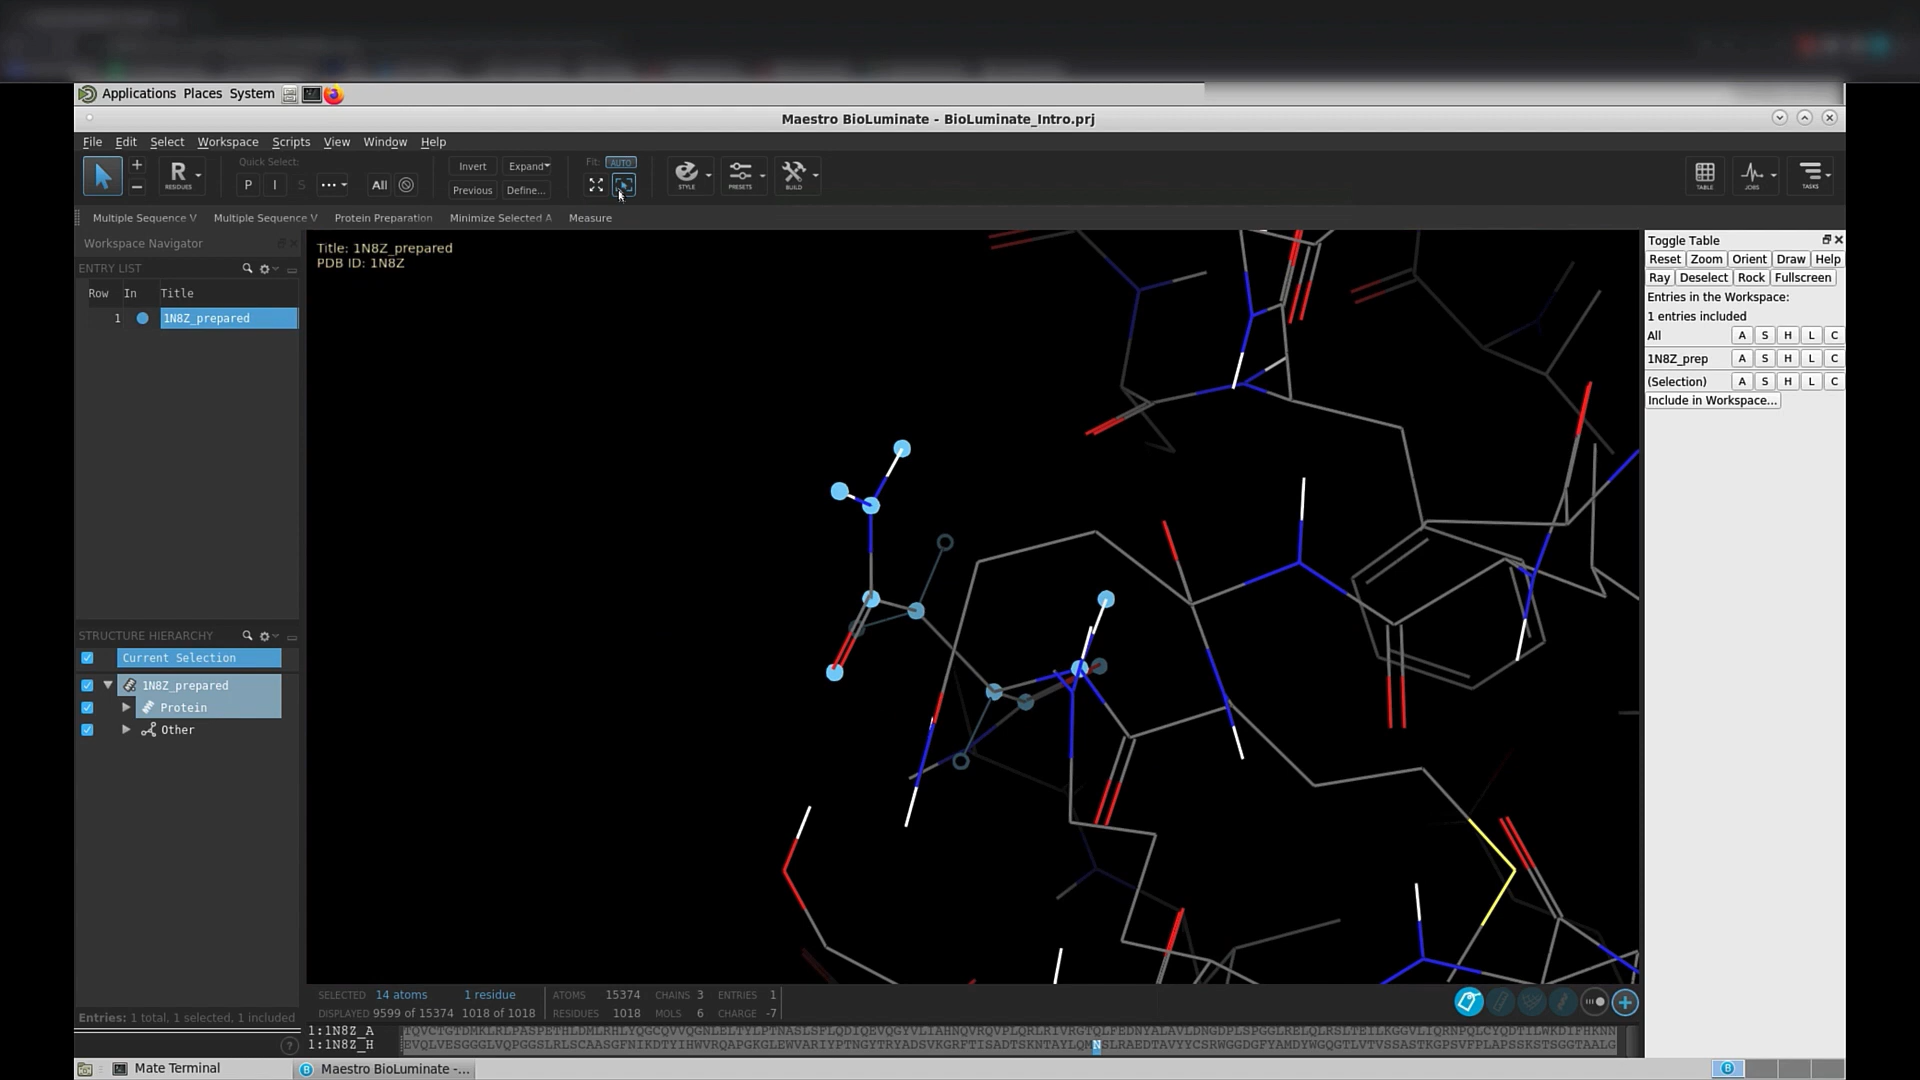 Applications Places System
Maestro BioLuminate - BioLuminate_Intro.prj
File Edit Select Workspace Scripts View Window Help
R
RESIDUES
+
−
Quick Select:
P I S ... All
Invert Expand
Previous Define...
Fit: AUTO
STYLE PRESETS BUILD
TABLE JOBS TASKS
Multiple Sequence V Multiple Sequence V Protein Preparation Minimize Selected A Measure
Workspace Navigator
ENTRY LIST
Row In Title
1 1N8Z_prepared
Title: 1N8Z_prepared
PDB ID: 1N8Z
Toggle Table
Reset Zoom Orient Draw Help
Ray Deselect Rock Fullscreen
Entries in the Workspace:
1 entries included
All A S H L C
1N8Z_prep A S H L C
(Selection) A S H L C
Include in Workspace...
STRUCTURE HIERARCHY
Current Selection
1N8Z_prepared
Protein
Other
Entries: 1 total, 1 selected, 1 included
SELECTED 14 atoms 1 residue ATOMS 15374 CHAINS 3 ENTRIES 1
DISPLAYED 9599 of 15374 1018 of 1018 RESIDUES 1018 MOLS 6 CHARGE -7
1:1N8Z_A
1:1N8Z_H EVQLVESGGGLVQPGGSLRLSCAASGFNIKDTYIHWVRQAPGKGLEWVARIYPTNGYTRYADSVKGRFTISADTSKNTAYLQMNSLRAEDTAVYYCSRWGGDGFYAMDYWGQGTLVTVSSASTKGPSVFPLAPSSKSTSGGTAALG
?
Mate Terminal B Maestro BioLuminate -... B